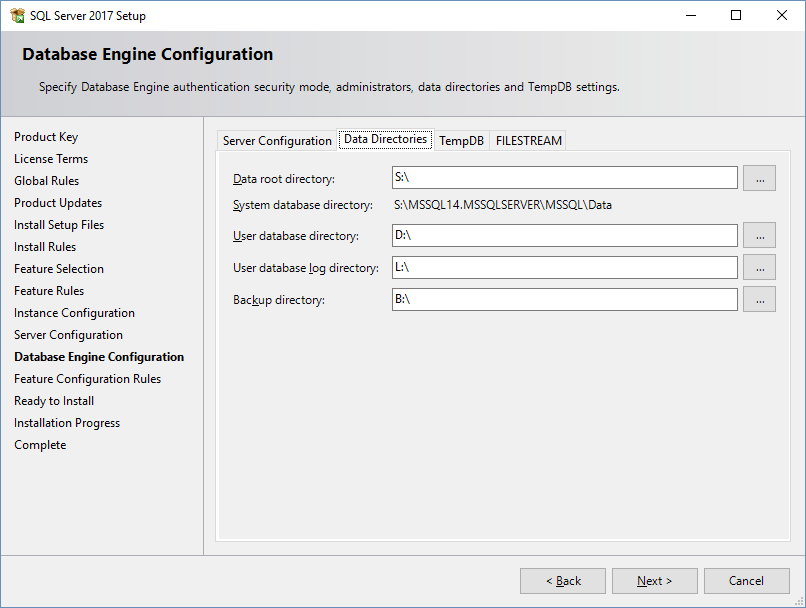 SQL Server 2017 Setup
Database Engine Configuration
Specify Database Engine authentication security mode, administrators, data directories and TempDB settings.
Product Key
License Terms
Global Rules
Product Updates
Install Setup Files
Install Rules
Feature Selection
Feature Rules
Instance Configuration
Server Configuration
Database Engine Configuration
Feature Configuration Rules
Ready to Install
Installation Progress
Complete
Server Configuration Data Directories TempDB FILESTREAM
Data root directory: S:\ ...
System database directory: S:\MSSQL14.MSSQLSERVER\MSSQL\Data
User database directory: D:\ ...
User database log directory: L:\ ...
Backup directory: B:\ ...
< Back Next > Cancel